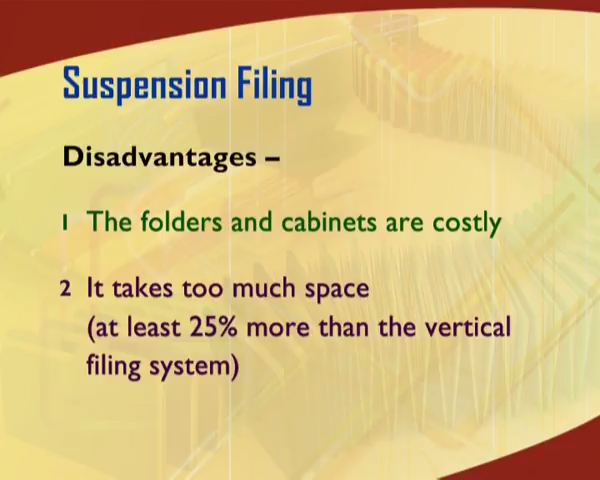 Suspension Filing
Disadvantages –
1 The folders and cabinets are costly
2 It takes too much space
(at least 25% more than the vertical
filing system)